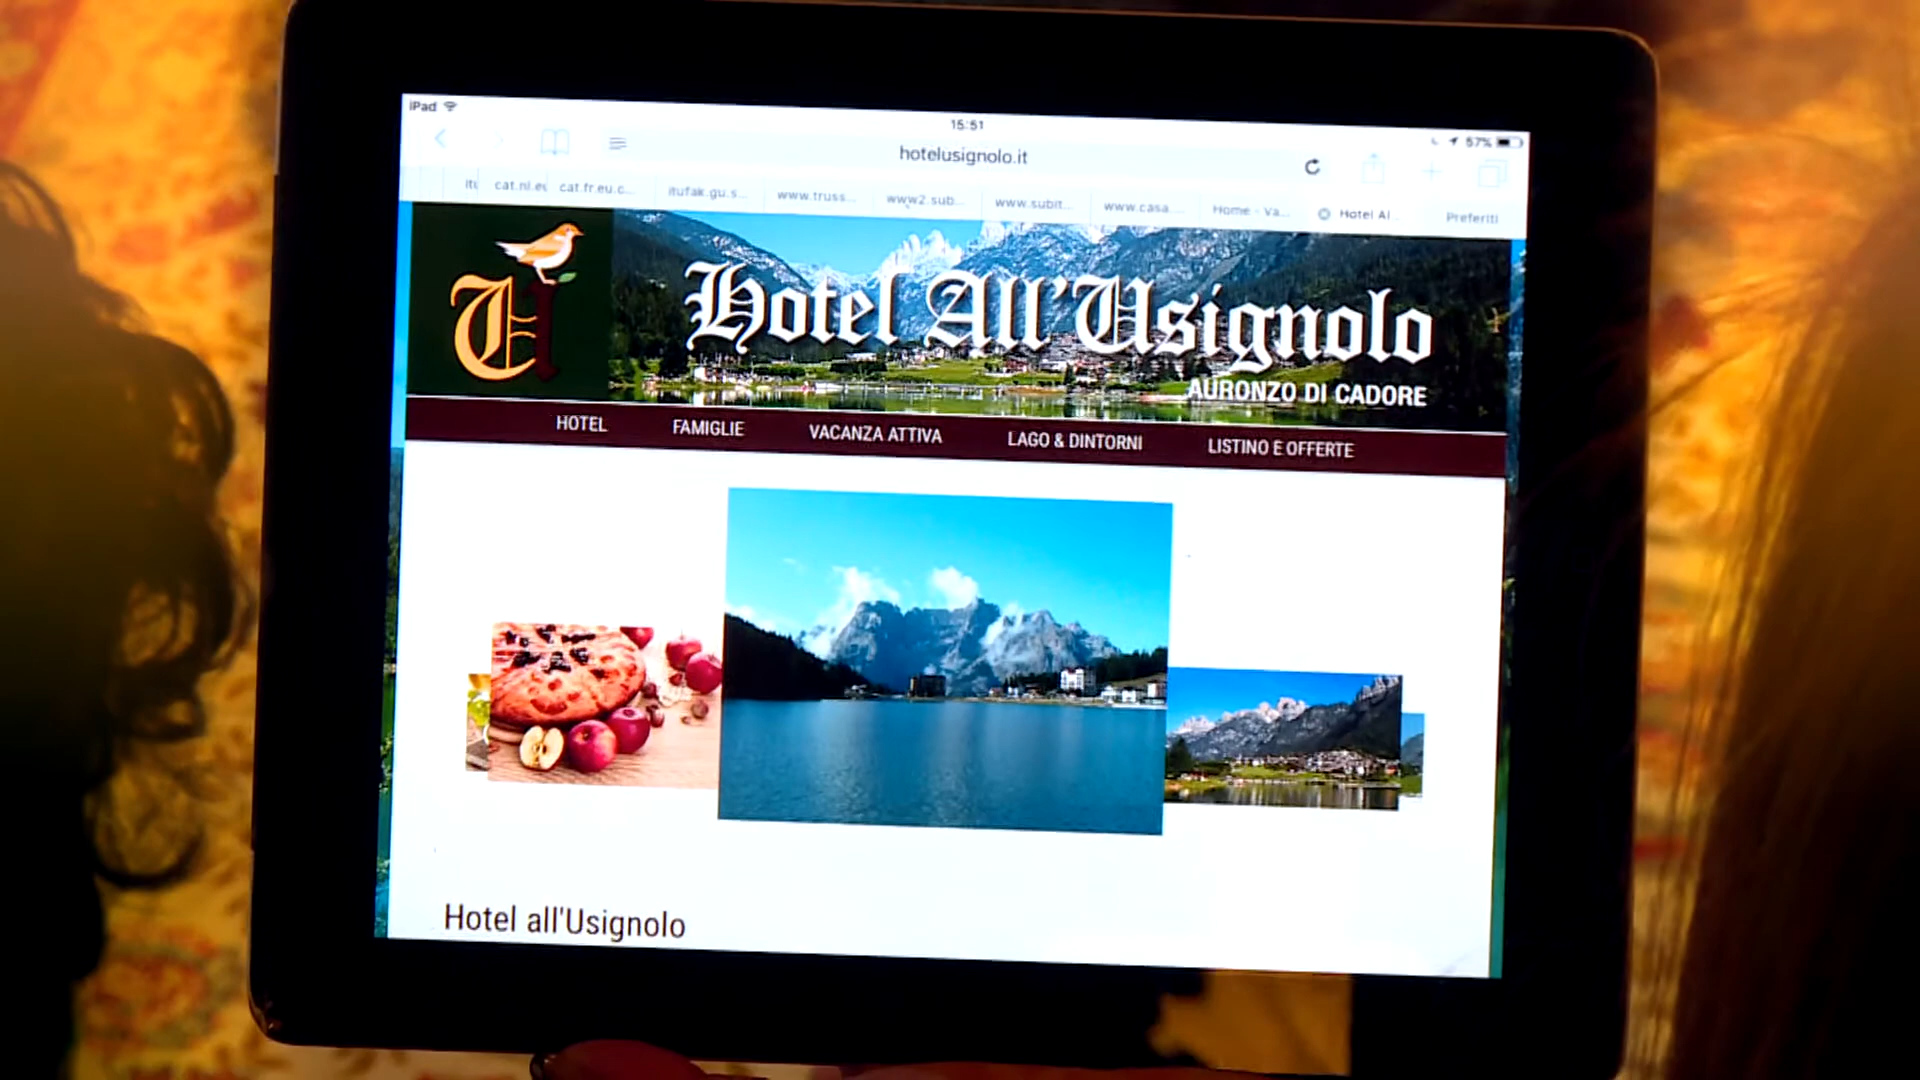 iPad
15:51
57%
hotelusignolo.it
cat.nl.eu
cat.fr.eu.c...
itufak.gu.s...
www.truss...
www2.sub...
www.subit...
www.casa....
Home - Va...
Hotel Al...
Preferiti
U
Hotel All'Usignolo
AURONZO DI CADORE
HOTEL
FAMIGLIE
VACANZA ATTIVA
LAGO & DINTORNI
LISTINO E OFFERTE
Hotel all'Usignolo